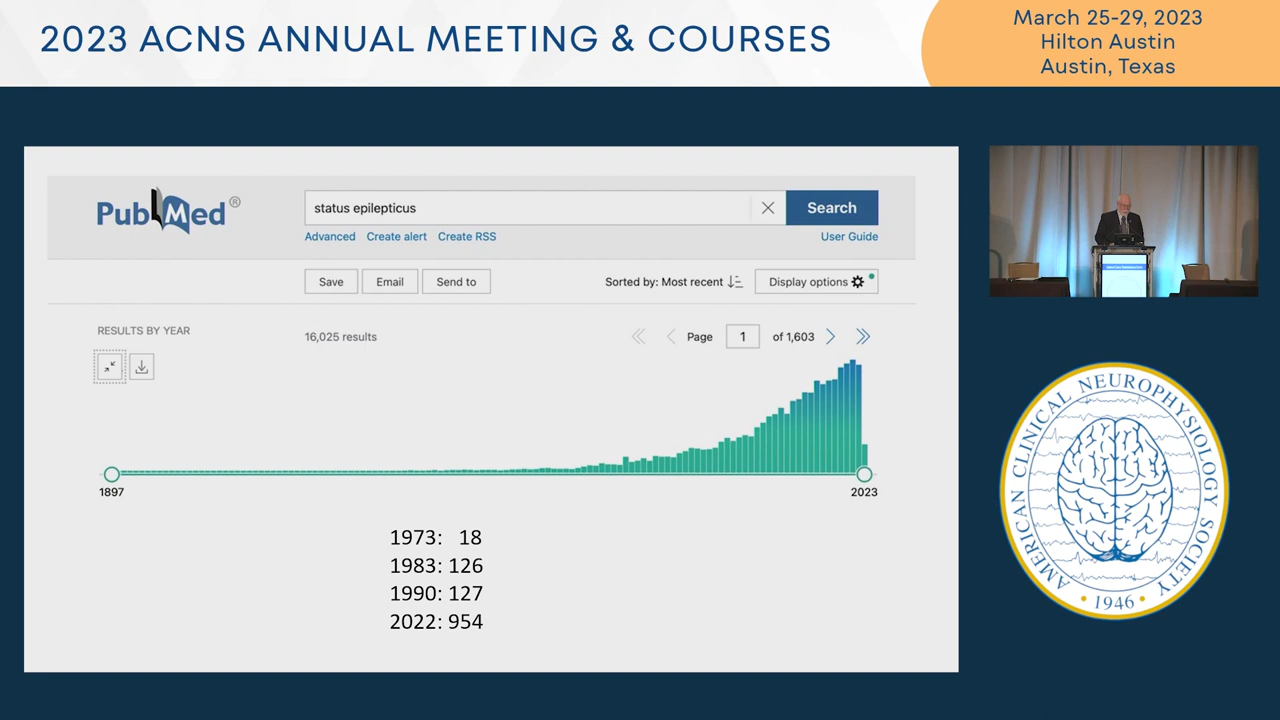 2023 ACNS ANNUAL MEETING & COURSES
March 25-29, 2023
Hilton Austin
Austin, Texas
PubMed®
status epilepticus
Search
Advanced Create alert Create RSS
User Guide
Save Email Send to
Sorted by: Most recent
Display options
RESULTS BY YEAR
16,025 results
Page 1 of 1,603
1897
2023
1973: 18
1983: 126
1990: 127
2022: 954
AMERICAN CLINICAL NEUROPHYSIOLOGY SOCIETY
• 1946 •